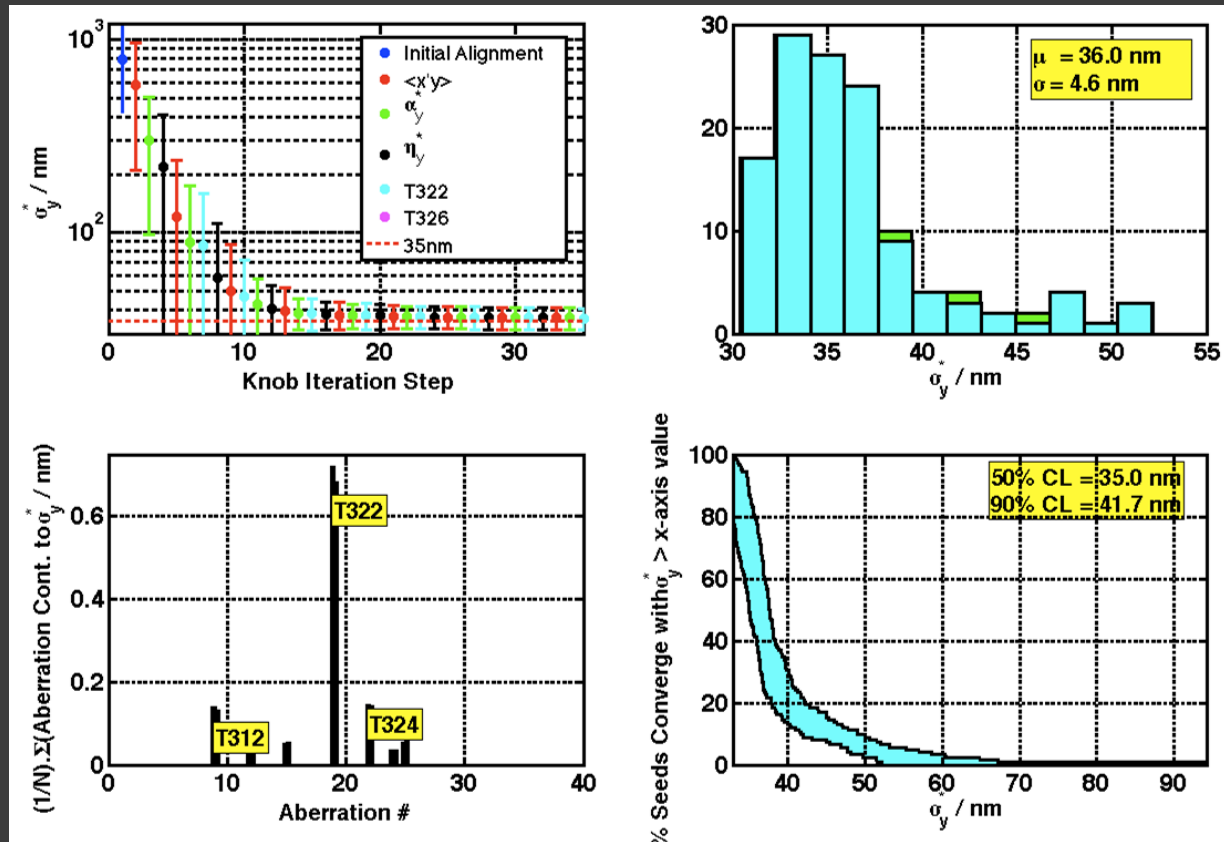 10³
10²
σ*y / nm
0 10 20 30
Knob Iteration Step
Initial Alignment
<x'y>
α*y
η*y
T322
T326
35nm
30
20
10
0
30 35 40 45 50 55
σ*y / nm
μ = 36.0 nm
σ = 4.6 nm
(1/N).Σ(Aberration Cont. toσ*y / nm)
0.6
0.4
0.2
0
0 10 20 30 40
Aberration #
T322
T312
T324
% Seeds Converge withσ*y > x-axis value
100
80
60
40
20
0
40 50 60 70 80 90
σ*y / nm
50% CL = 35.0 nm
90% CL = 41.7 nm